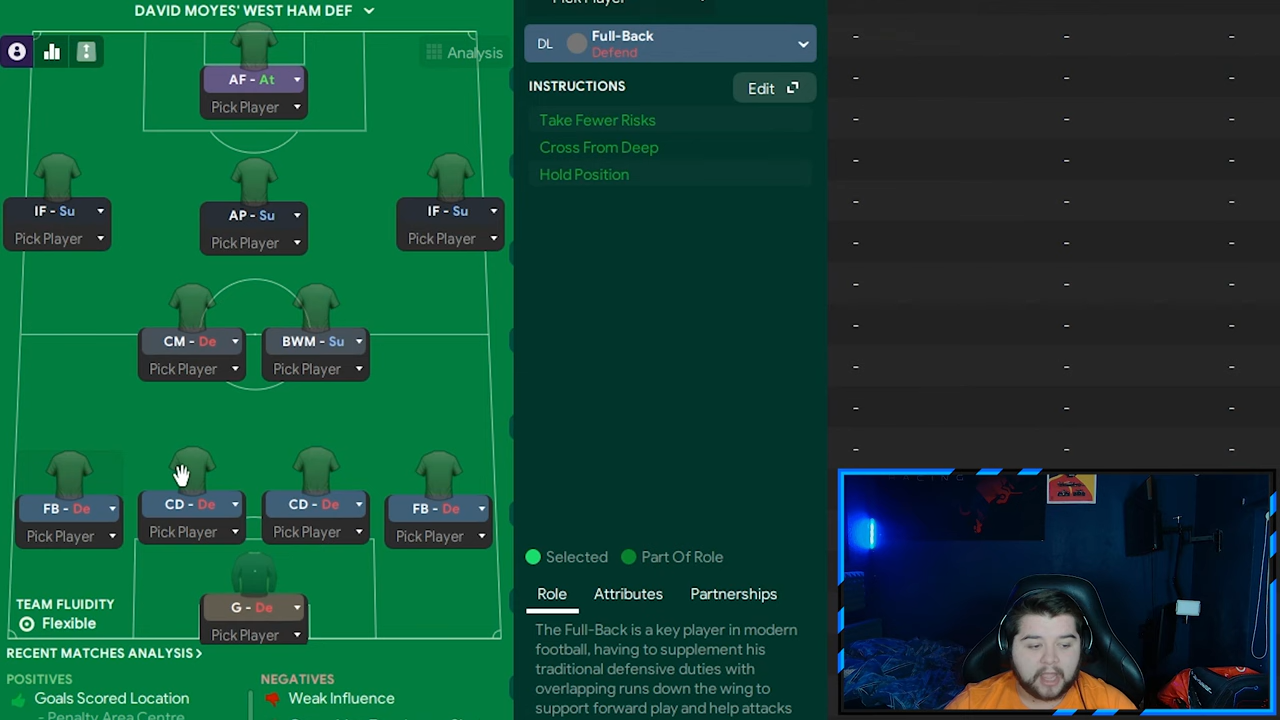 DAVID MOYES' WEST HAM DEF
Analysis
AF - At
Pick Player
IF - Su
Pick Player
AP - Su
Pick Player
IF - Su
Pick Player
CM - De
Pick Player
BWM - Su
Pick Player
FB - De
Pick Player
CD - De
Pick Player
CD - De
Pick Player
FB - De
Pick Player
G - De
Pick Player
TEAM FLUIDITY
Flexible
RECENT MATCHES ANALYSIS >
POSITIVES
Goals Scored Location
- Penalty Area Centre
NEGATIVES
Weak Influence
Pick Player
DL Full-Back
Defend
INSTRUCTIONS
Edit
Take Fewer Risks
Cross From Deep
Hold Position
Selected Part Of Role
Role Attributes Partnerships
The Full-Back is a key player in modern
football, having to supplement his
traditional defensive duties with
overlapping runs down the wing to
support forward play and help attacks